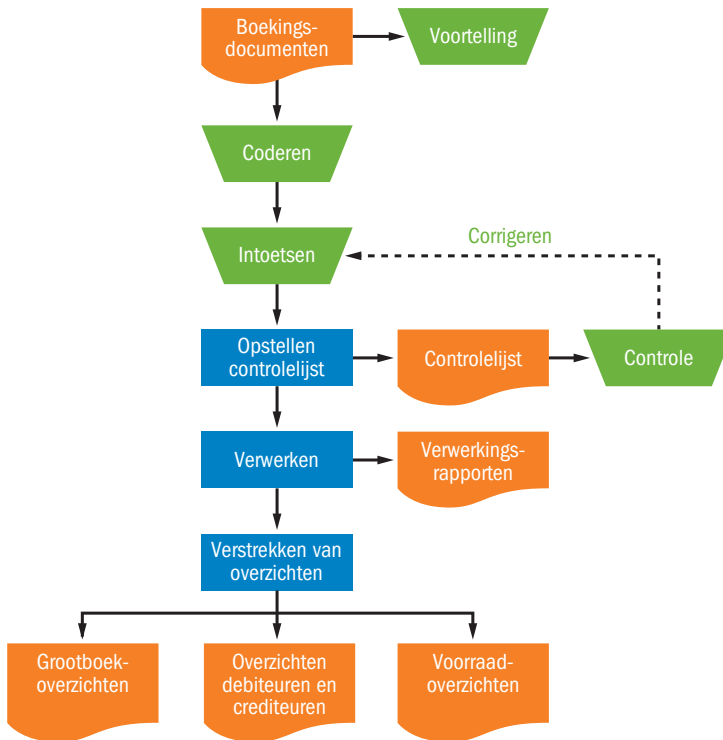 Boekings-
documenten
Voortelling
Coderen
Intoetsen
Corrigeren
Opstellen
controlelijst
Controlelijst
Controle
Verwerken
Verwerkings-
rapporten
Verstrekken van
overzichten
Grootboek-
overzichten
Overzichten
debiteuren en
crediteuren
Voorraad-
overzichten